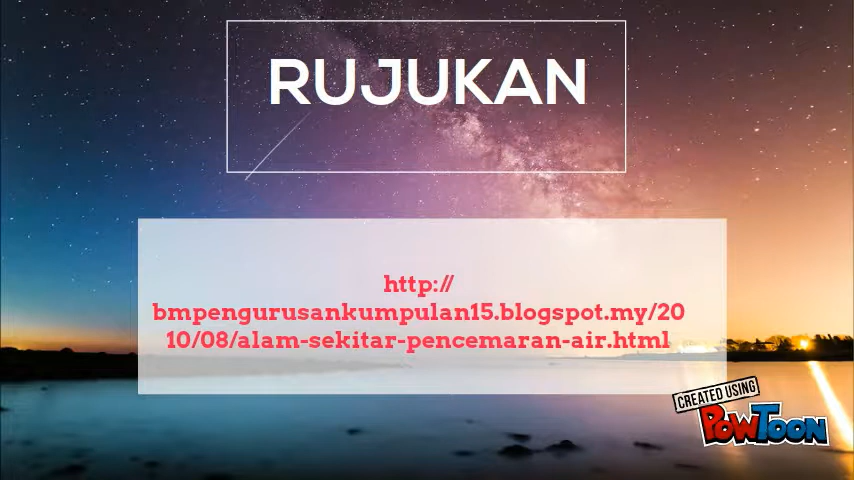 RUJUKAN
http://
bmpengurusankumpulan15.blogspot.my/20
10/08/alam-sekitar-pencemaran-air.html
CREATED USING
POWTOON